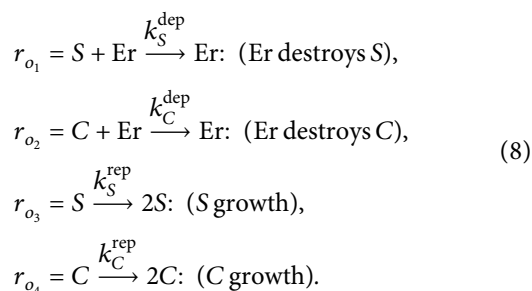 r_{o_1} = S + Er \xrightarrow{k_S^{dep}} Er: (Er destroys S),
r_{o_2} = C + Er \xrightarrow{k_C^{dep}} Er: (Er destroys C),
(8)
r_{o_3} = S \xrightarrow{k_S^{rep}} 2S: (S growth),
r_{o_4} = C \xrightarrow{k_C^{rep}} 2C: (C growth).